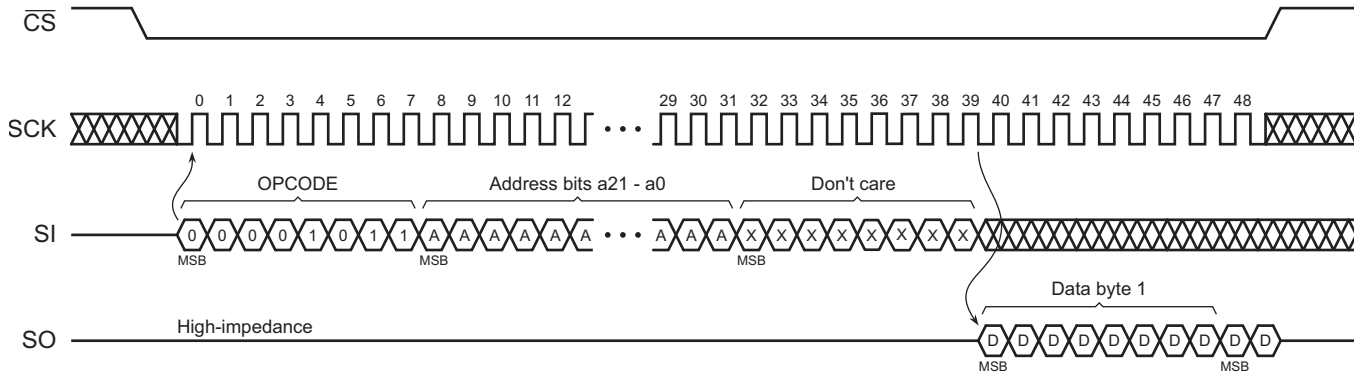 CS
0 1 2 3 4 5 6 7 8 9 10 11 12 29 30 31 32 33 34 35 36 37 38 39 40 41 42 43 44 45 46 47 48
SCK
OPCODE Address bits a21 - a0 Don't care
SI 0 0 0 0 1 0 1 1 A A A A A A A A A X X X X X X X X
MSB MSB MSB
Data byte 1
High-impedance
SO D D D D D D D D D D
MSB MSB